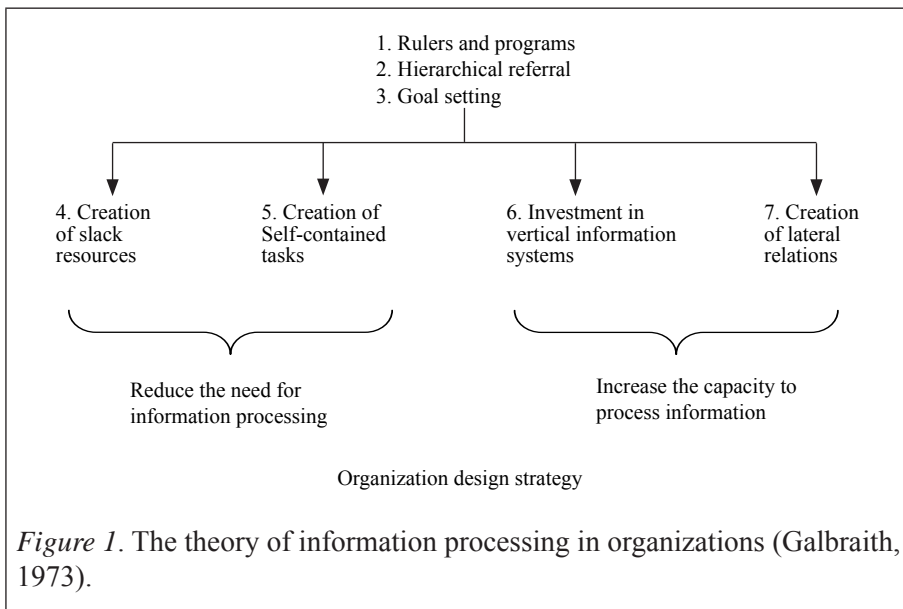 1. Rulers and programs
2. Hierarchical referral
3. Goal setting
4. Creation
of slack
resources
5. Creation of
Self-contained
tasks
6. Investment in
vertical information
systems
7. Creation
of lateral
relations
Reduce the need for
information processing
Increase the capacity to
process information
Organization design strategy
Figure 1. The theory of information processing in organizations (Galbraith,
1973).